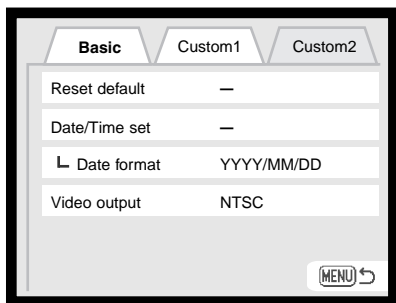 Basic Custom1 Custom2
Reset default –
Date/Time set –
Date format YYYY/MM/DD
Video output NTSC
MENU